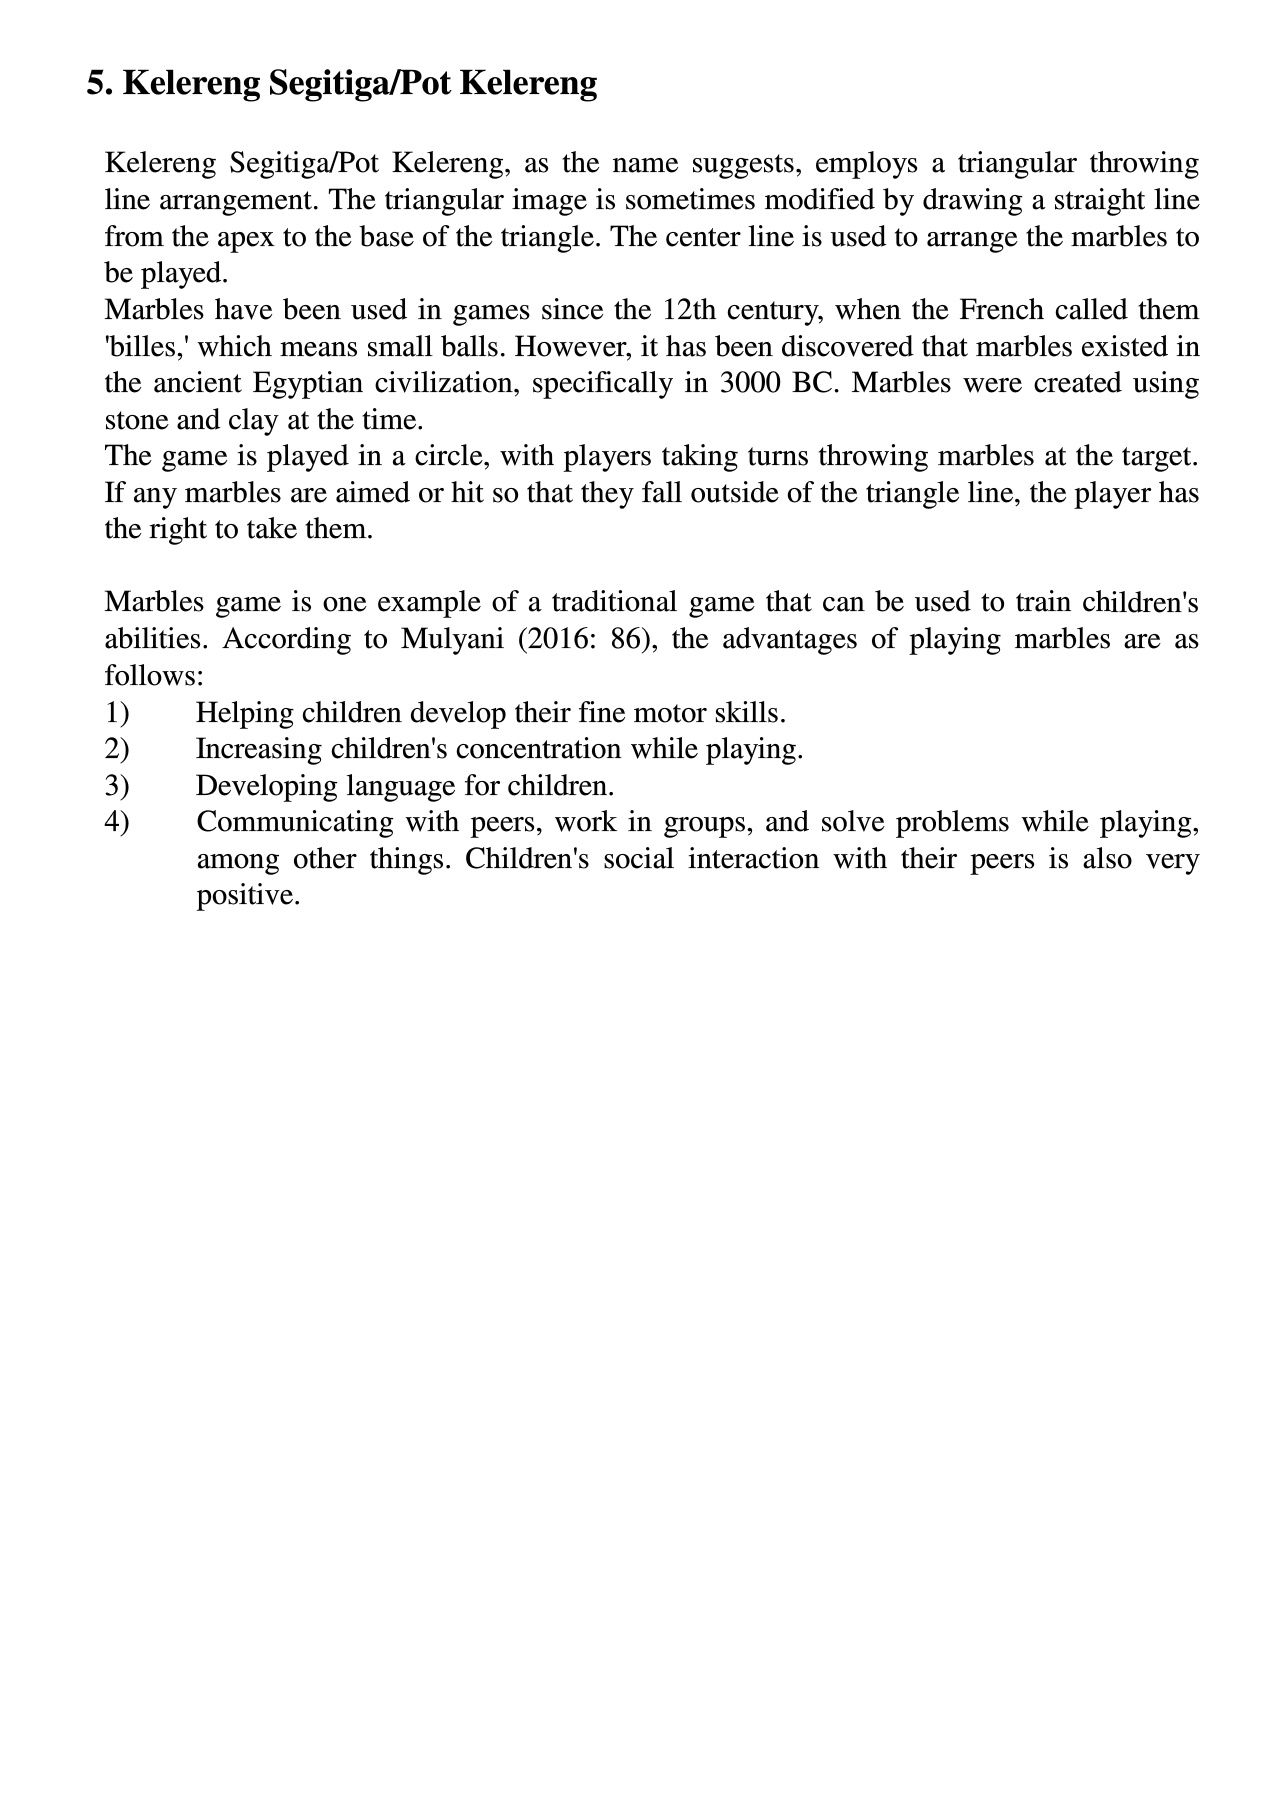 5. Kelereng Segitiga/Pot Kelereng
Kelereng Segitiga/Pot Kelereng, as the name suggests, employs a triangular throwing
line arrangement. The triangular image is sometimes modified by drawing a straight line
from the apex to the base of the triangle. The center line is used to arrange the marbles to
be played.
Marbles have been used in games since the 12th century, when the French called them
'billes,' which means small balls. However, it has been discovered that marbles existed in
the ancient Egyptian civilization, specifically in 3000 BC. Marbles were created using
stone and clay at the time.
The game is played in a circle, with players taking turns throwing marbles at the target.
If any marbles are aimed or hit so that they fall outside of the triangle line, the player has
the right to take them.
Marbles game is one example of a traditional game that can be used to train children's
abilities. According to Mulyani (2016: 86), the advantages of playing marbles are as
follows:
1) Helping children develop their fine motor skills.
2) Increasing children's concentration while playing.
3) Developing language for children.
4) Communicating with peers, work in groups, and solve problems while playing,
among other things. Children's social interaction with their peers is also very
positive.